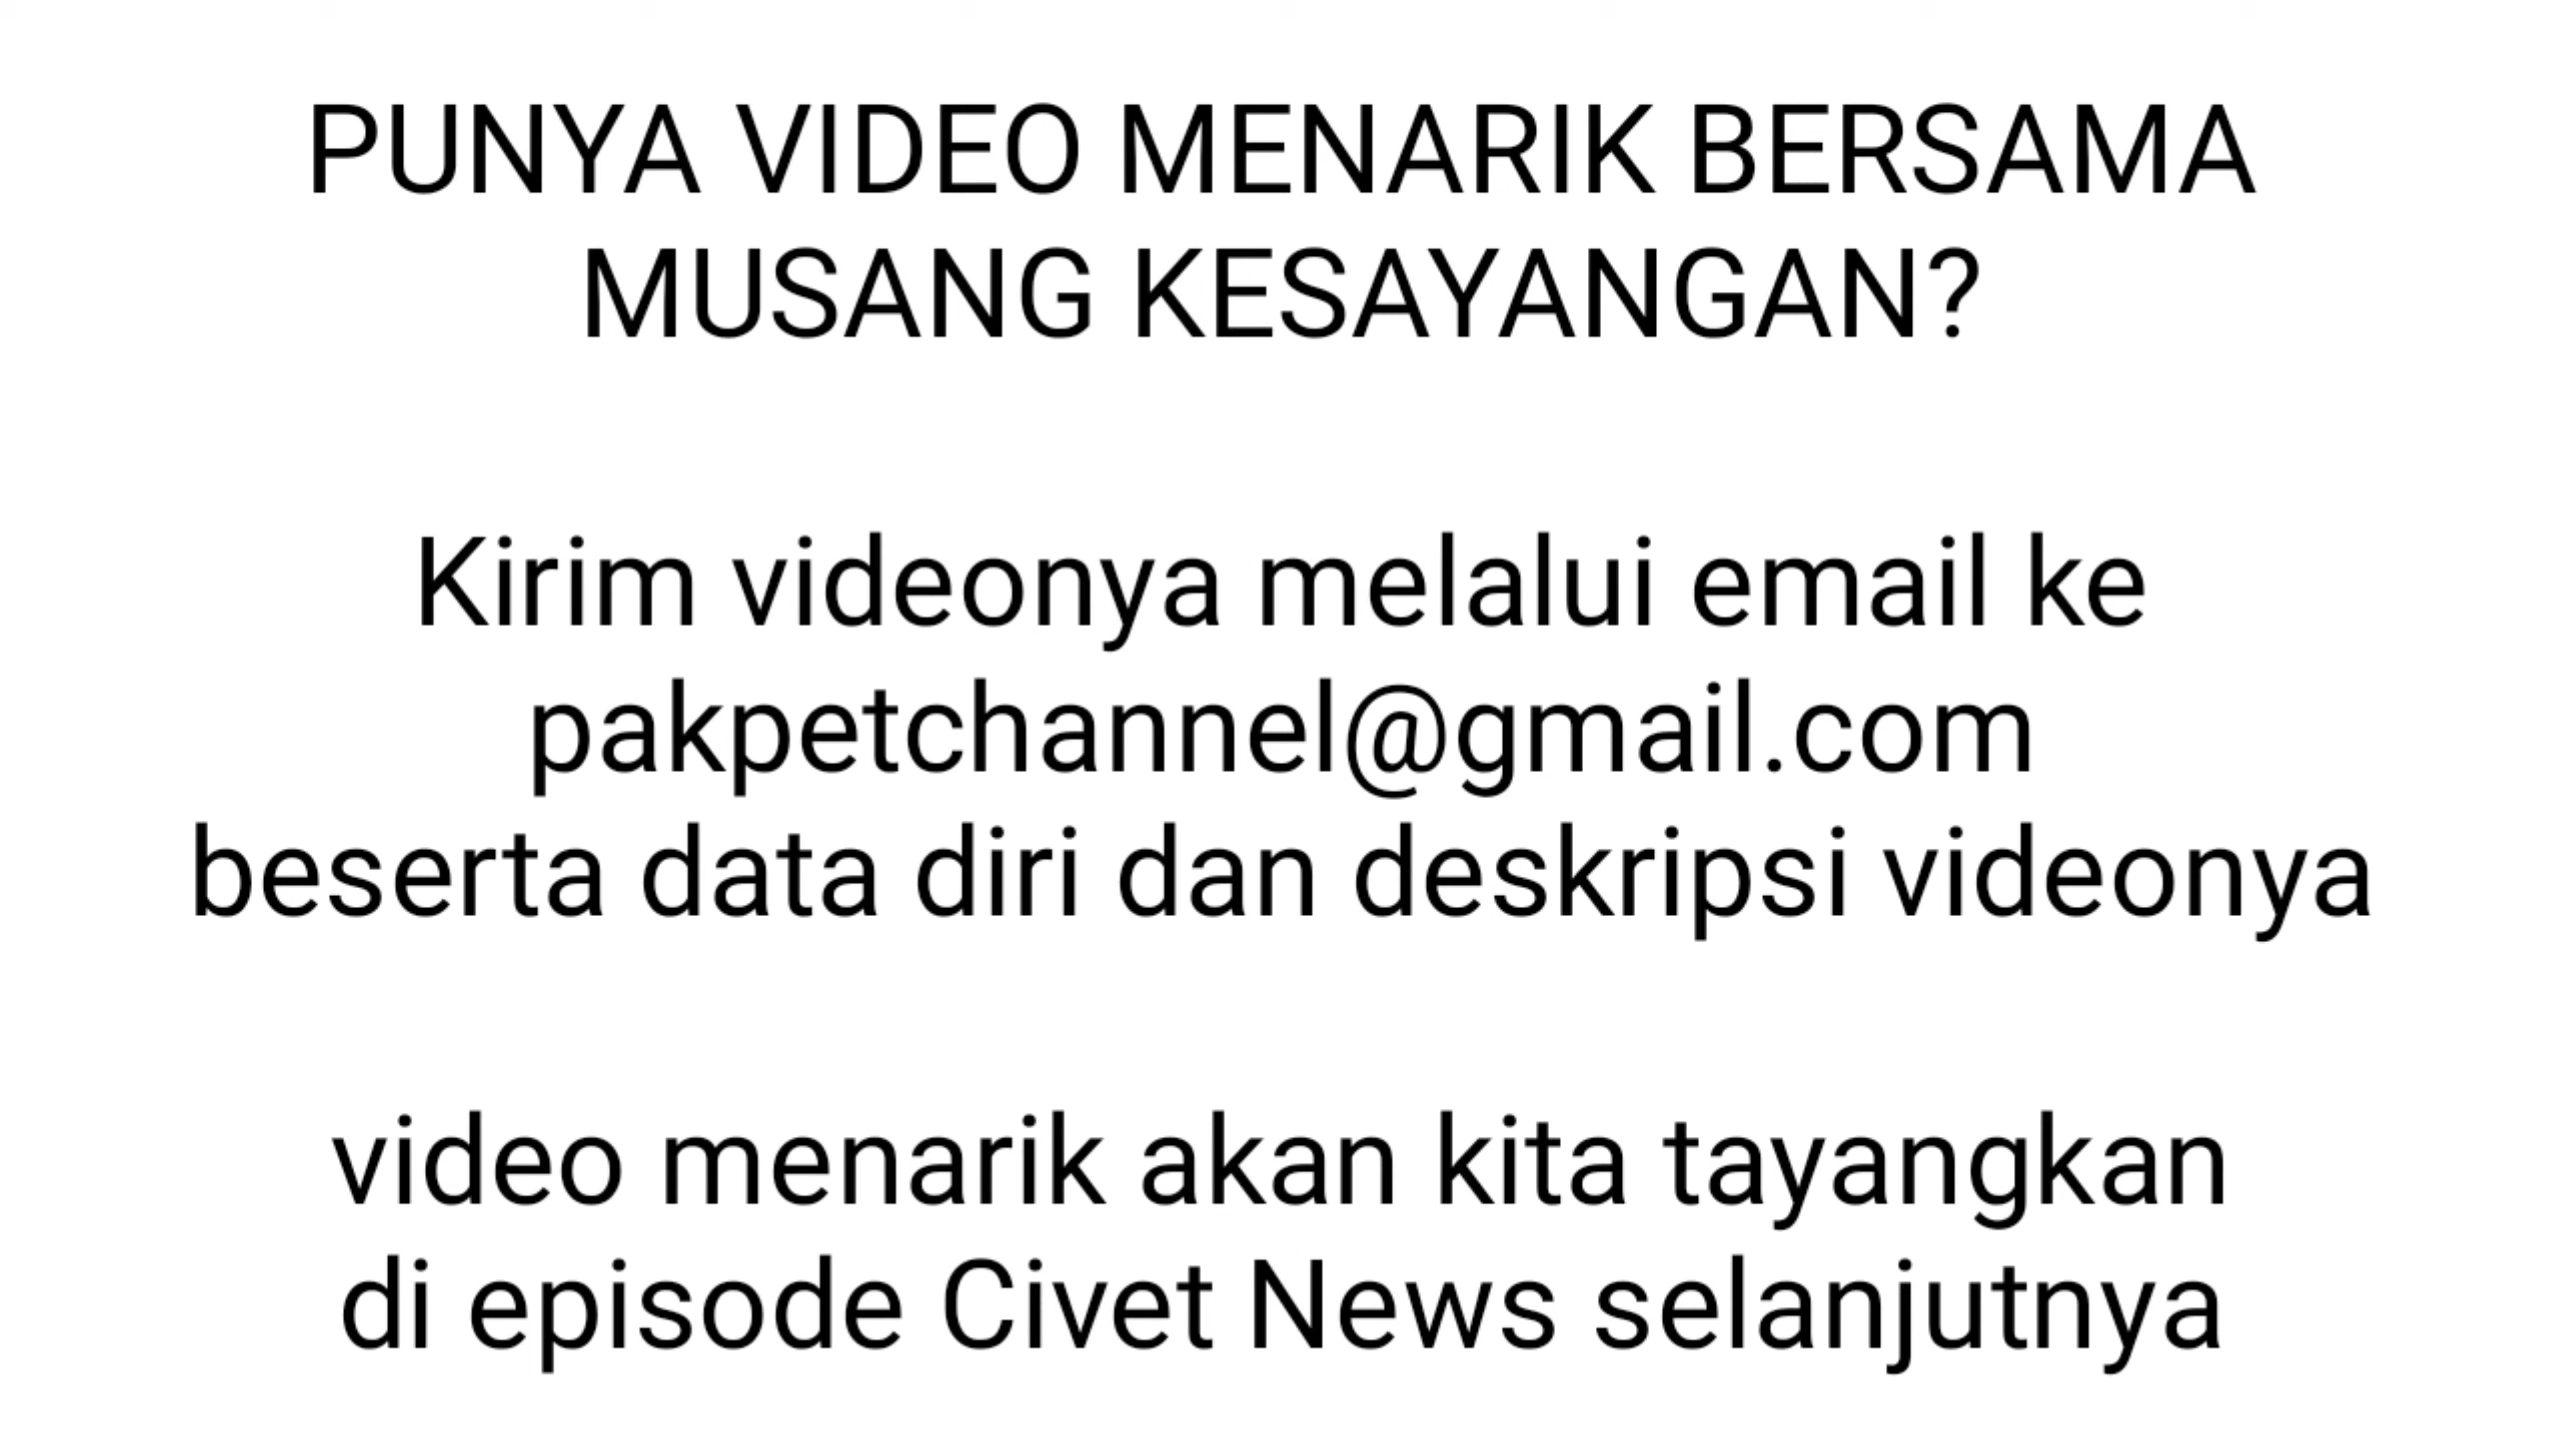 PUNYA VIDEO MENARIK BERSAMA
MUSANG KESAYANGAN?
Kirim videonya melalui email ke
pakpetchannel@gmail.com
beserta data diri dan deskripsi videonya
video menarik akan kita tayangkan
di episode Civet News selanjutnya